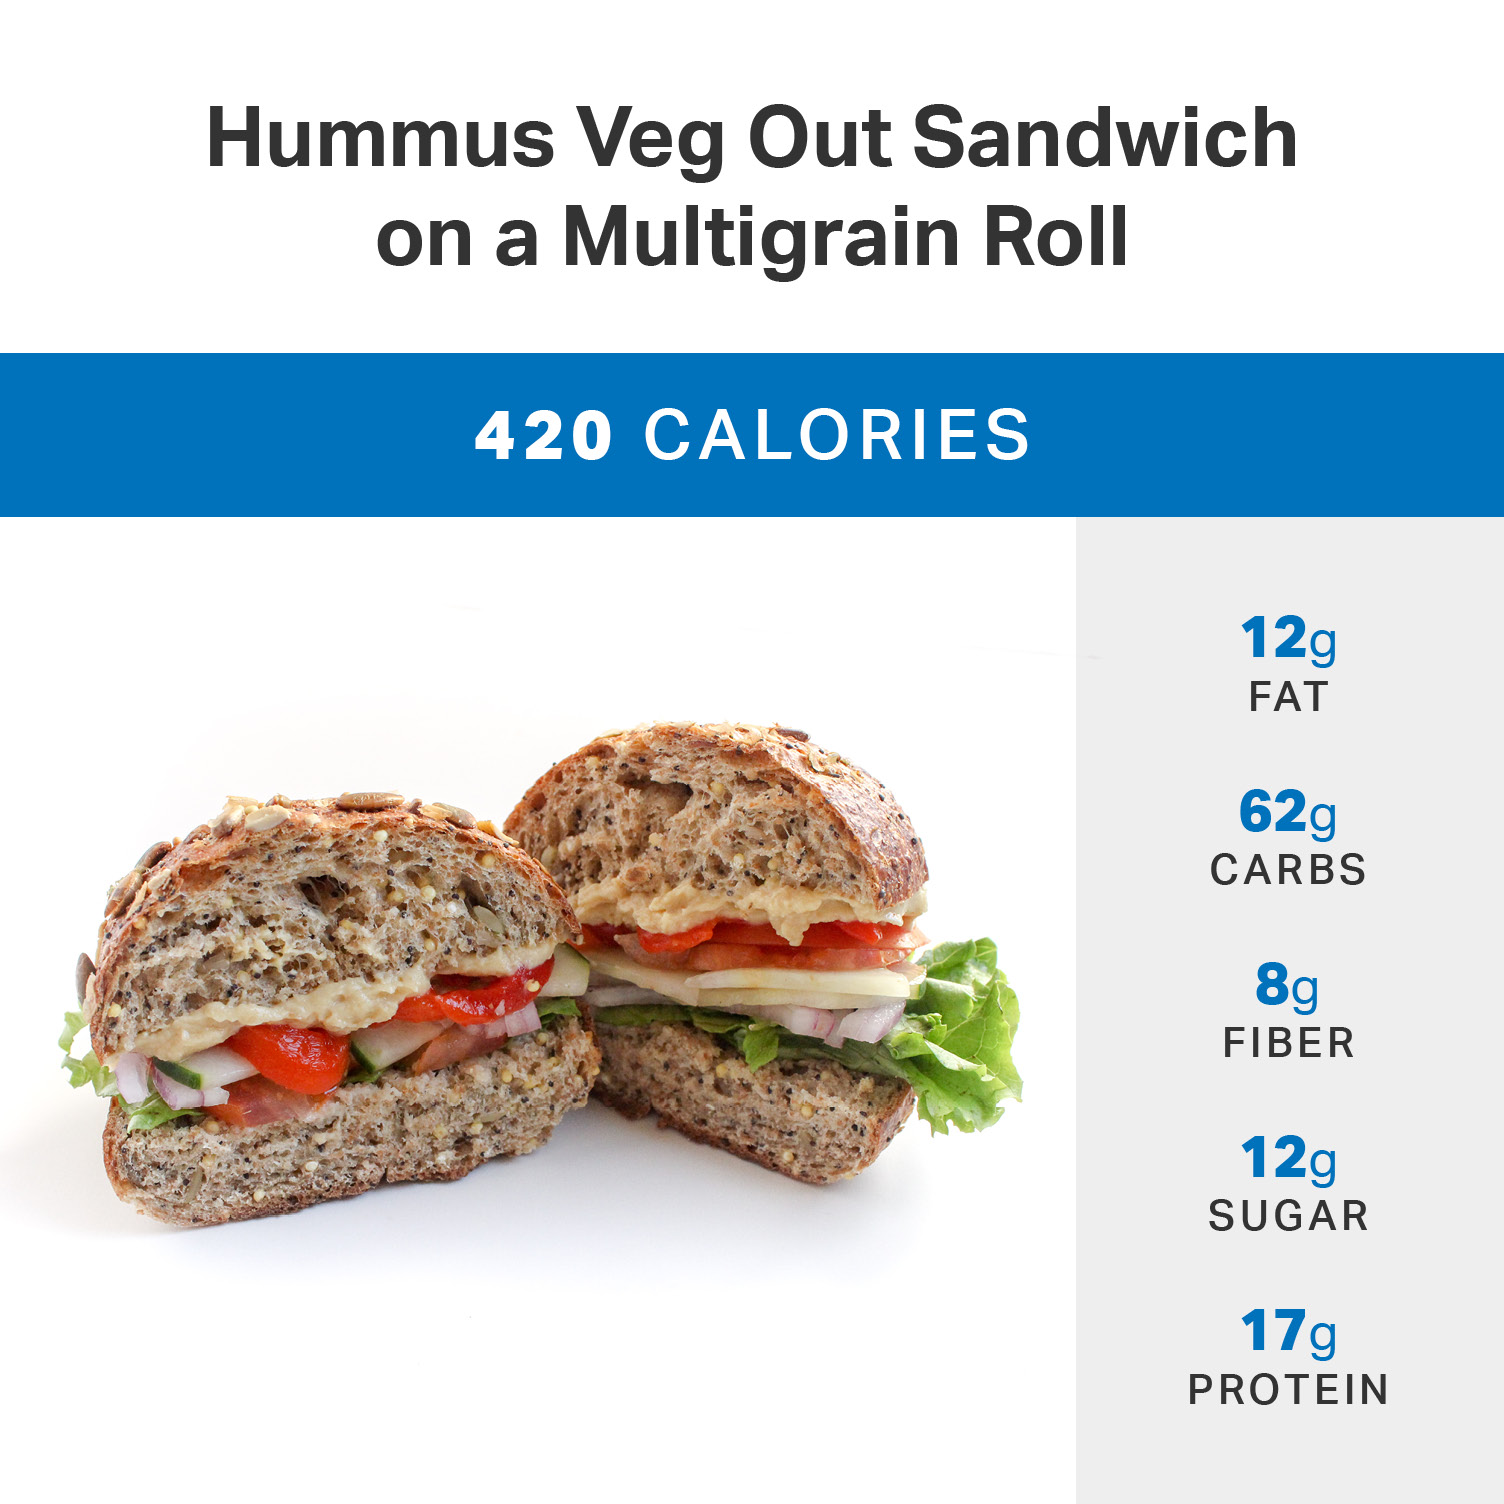 Hummus Veg Out Sandwich
on a Multigrain Roll
420 CALORIES
12g
FAT
62g
CARBS
8g
FIBER
12g
SUGAR
17g
PROTEIN